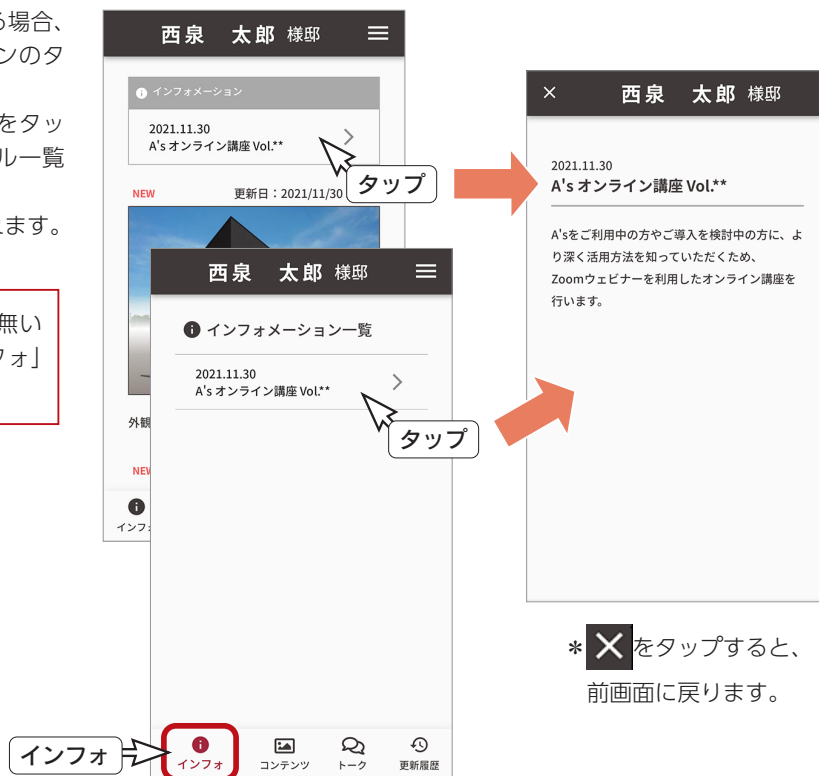 る場合、
ンのタ
をタッ
ル一覧
ます。
無い
フォ」
西泉 太郎 様邸
インフォメーション
2021.11.30
A's オンライン講座 Vol.**
タップ
NEW 更新日：2021/11/30
外観
NEW
インフォ
西泉 太郎 様邸
インフォメーション一覧
2021.11.30
A's オンライン講座 Vol.**
タップ
インフォ
インフォ コンテンツ トーク 更新履歴
西泉 太郎 様邸
2021.11.30
A's オンライン講座 Vol.**
A'sをご利用中の方やご導入を検討中の方に、よ
り深く活用方法を知っていただくため、
Zoomウェビナーを利用したオンライン講座を
行います。
* ✕ をタップすると、
前画面に戻ります。